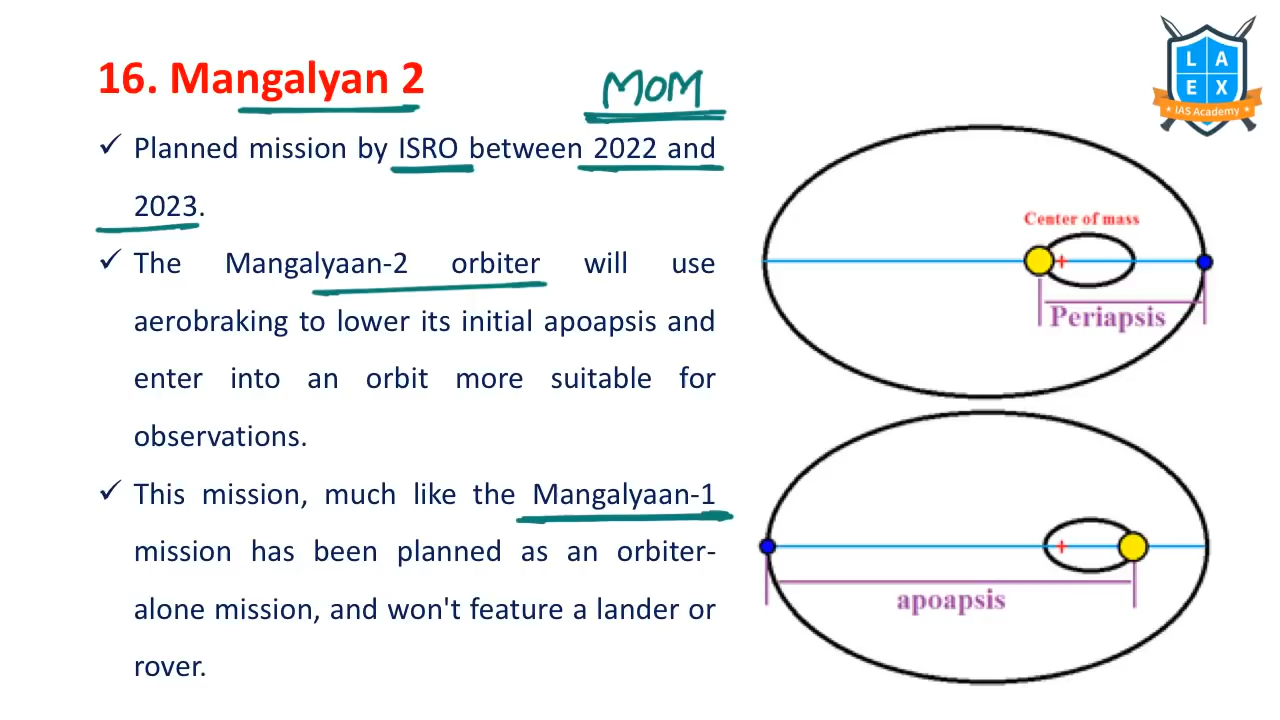 16. Mangalyan 2
MOM
✓ Planned mission by ISRO between 2022 and
2023.
✓ The Mangalyaan-2 orbiter will use
aerobraking to lower its initial apoapsis and
enter into an orbit more suitable for
observations.
✓ This mission, much like the Mangalyaan-1
mission has been planned as an orbiter-
alone mission, and won't feature a lander or
rover.
L A
E X
IAS Academy
Center of mass
Periapsis
apoapsis